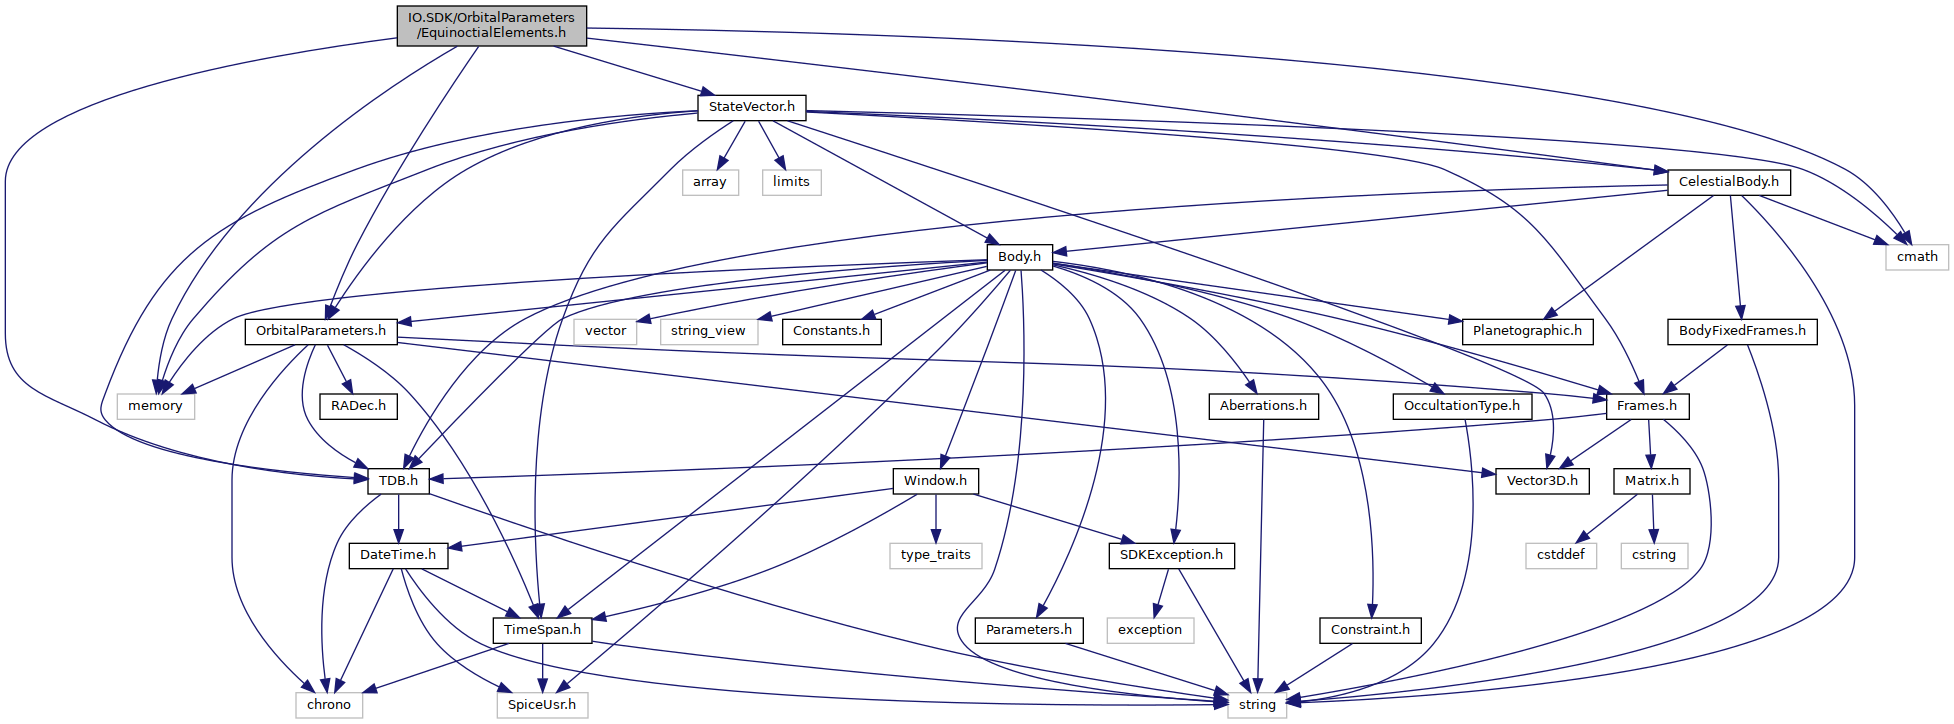 IO.SDK/OrbitalParameters
/EquinoctialElements.h
StateVector.h
array
limits
CelestialBody.h
Body.h
cmath
OrbitalParameters.h
vector
string_view
Constants.h
Planetographic.h
BodyFixedFrames.h
memory
RADec.h
Aberrations.h
OccultationType.h
Frames.h
TDB.h
Window.h
Vector3D.h
Matrix.h
DateTime.h
type_traits
SDKException.h
cstddef
cstring
TimeSpan.h
Parameters.h
exception
Constraint.h
chrono
SpiceUsr.h
string